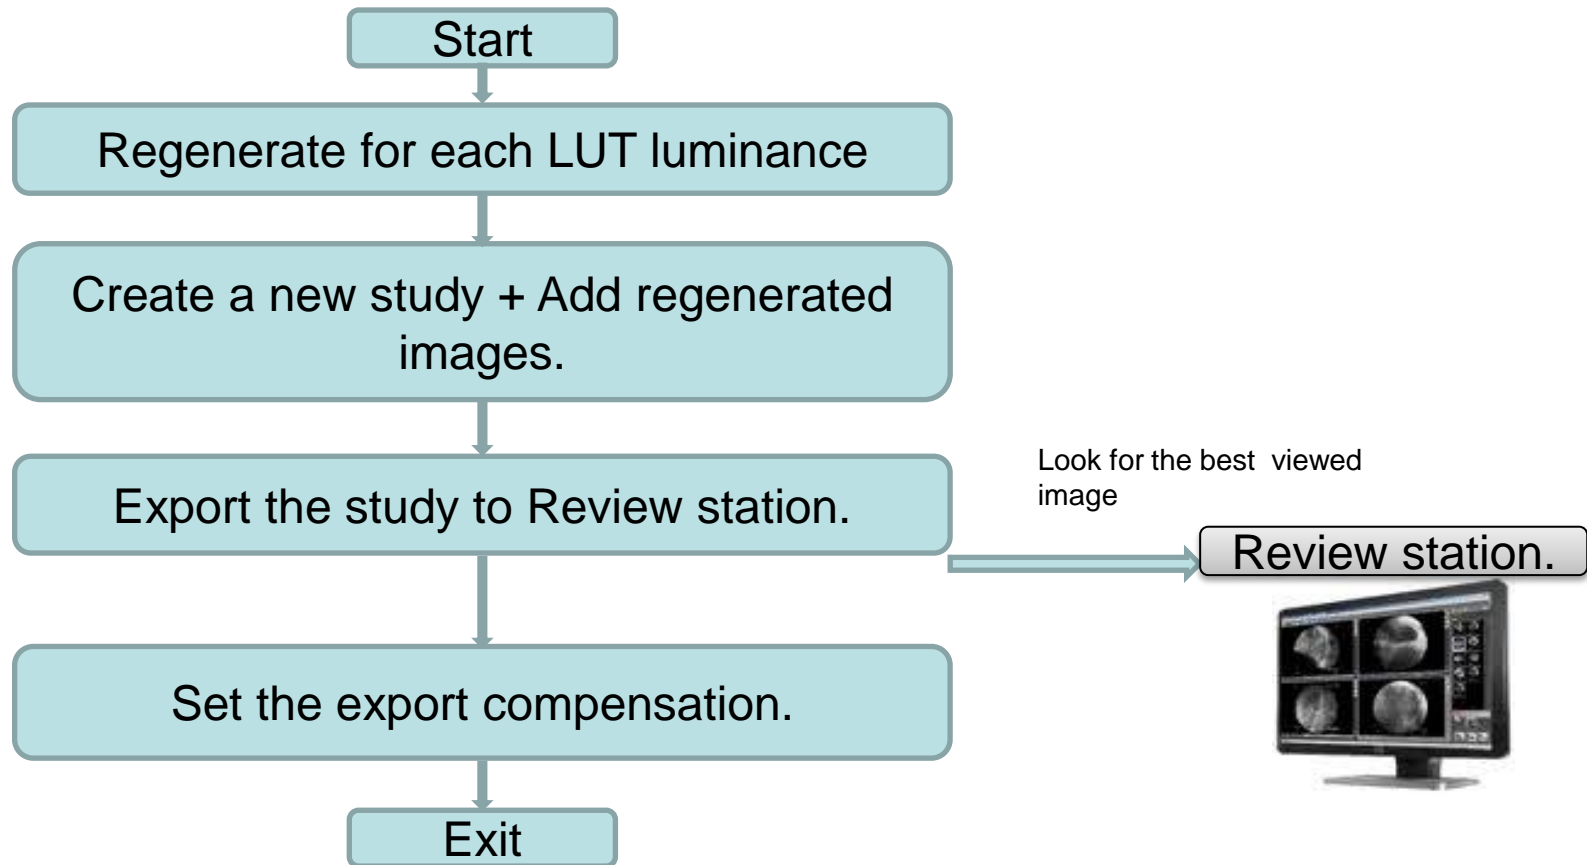 Start
Regenerate for each LUT luminance
Create a new study + Add regenerated
images.
Export the study to Review station.
Look for the best viewed
image
Review station.
Set the export compensation.
Exit